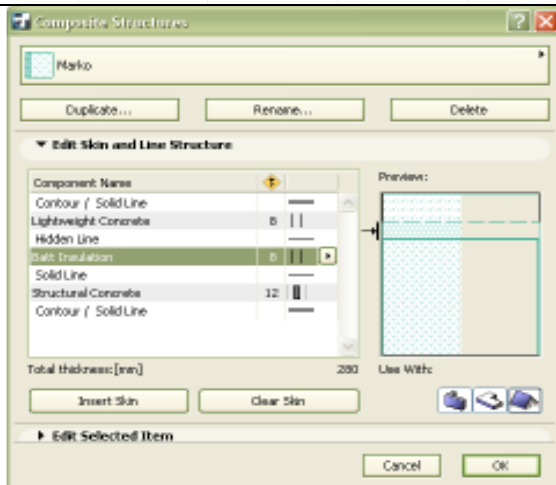 Composite Structures
Marko
Duplicate... Rename... Delete
Edit Skin and Line Structure
Component Name
Preview:
Contour / Solid Line
Lightweight Concrete 8
Hidden Line
Batt Insulation 8
Solid Line
Structural Concrete 12
Contour / Solid Line
Total thickness: [mm] 280 Use With:
Insert Skin Clear Skin
Edit Selected Item
Cancel OK